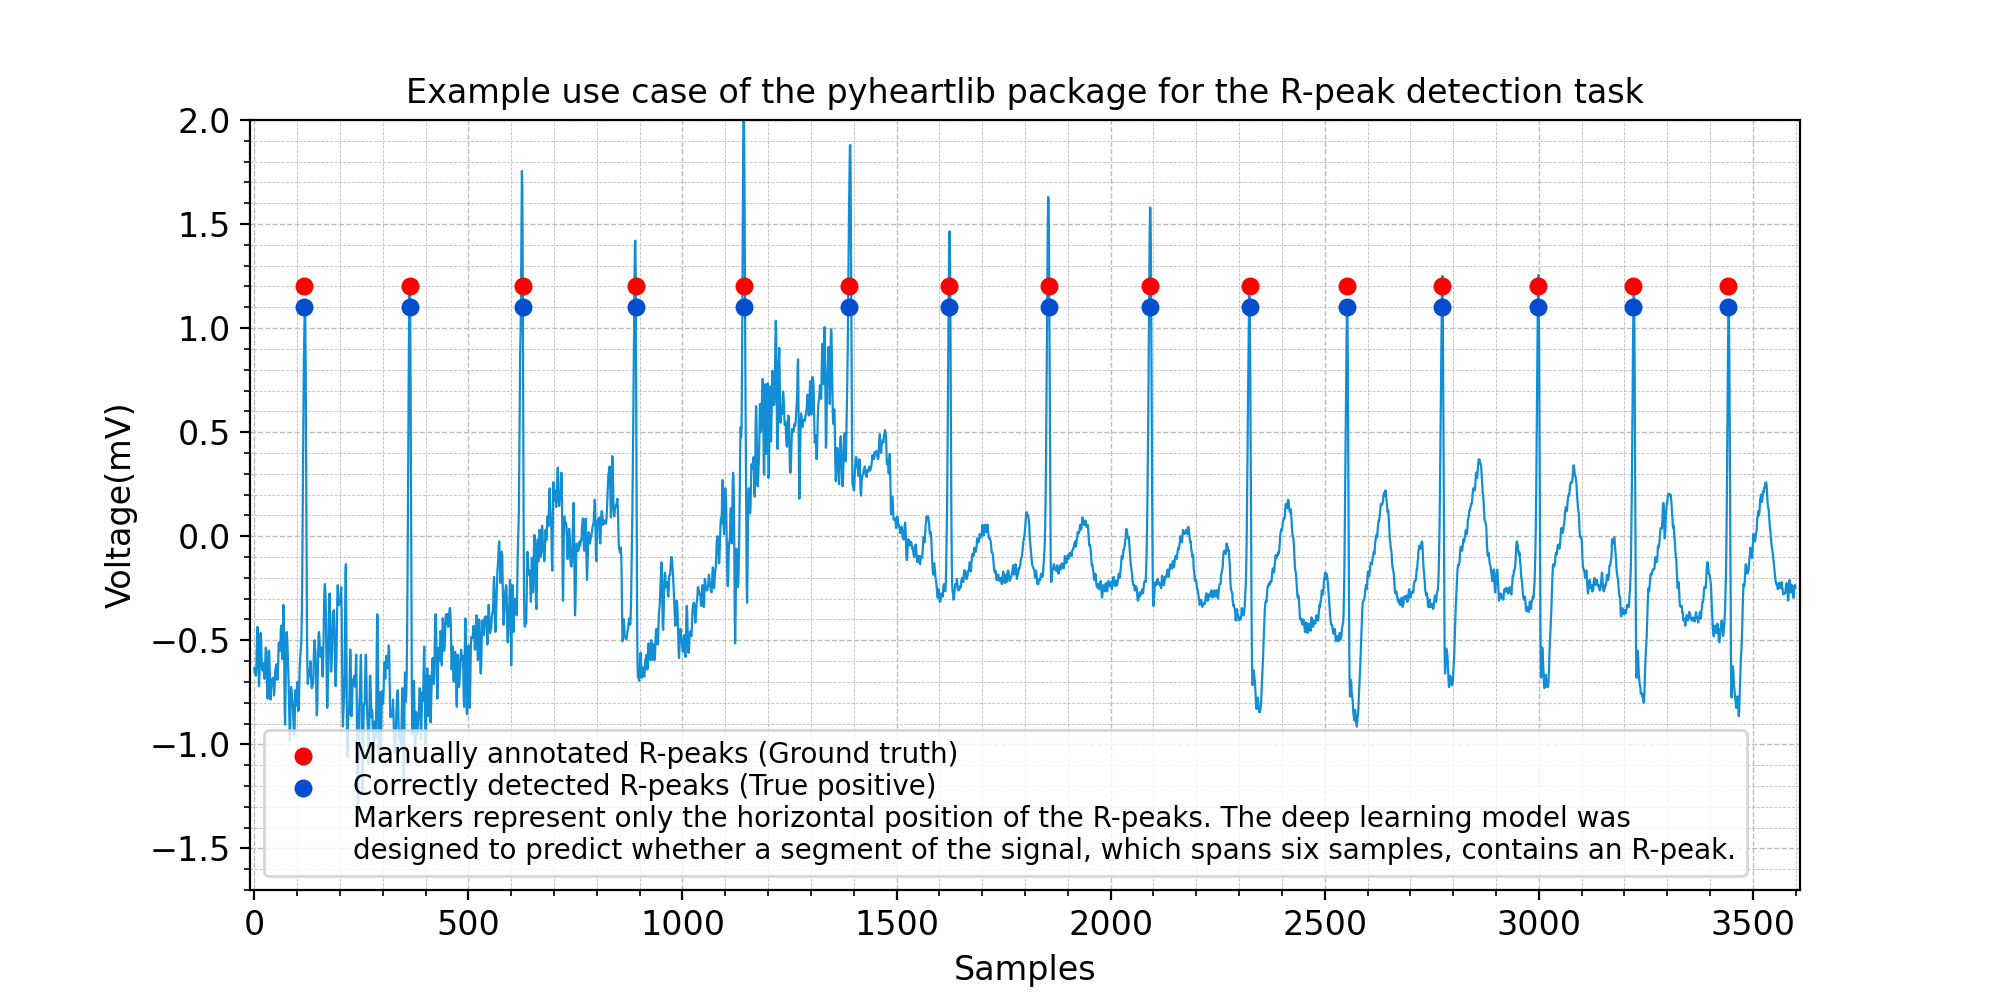 Example use case of the pyheartlib package for the R-peak detection task
2.0
1.5
1.0
0.5
0.0
−0.5
−1.0
−1.5
Voltage(mV)
Manually annotated R-peaks (Ground truth)
Correctly detected R-peaks (True positive)
Markers represent only the horizontal position of the R-peaks. The deep learning model was
designed to predict whether a segment of the signal, which spans six samples, contains an R-peak.
0 500 1000 1500 2000 2500 3000 3500
Samples